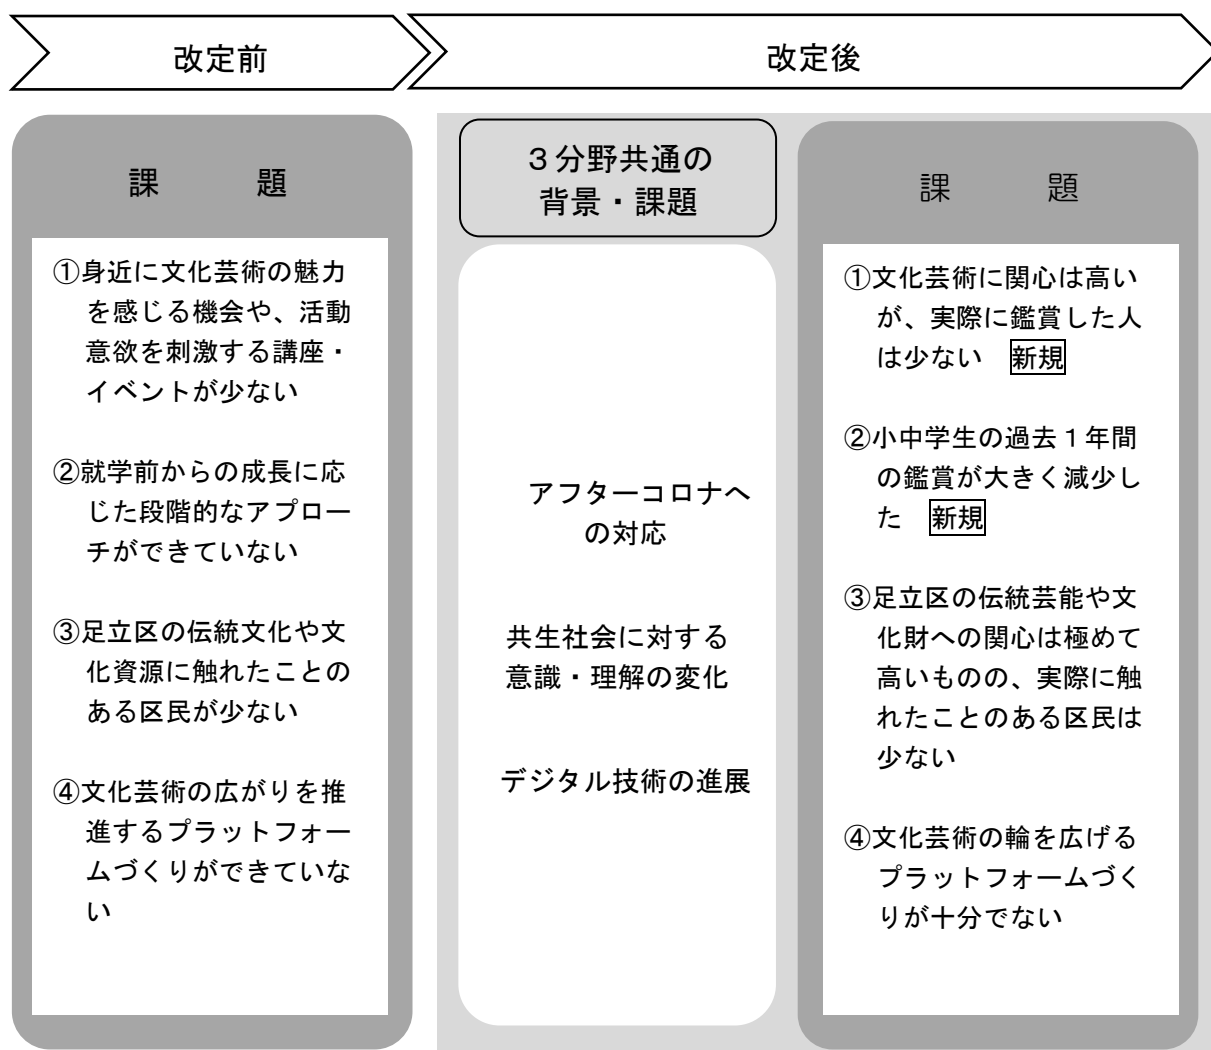 改定前
改定後
課　題
①身近に文化芸術の魅力
を感じる機会や、活動
意欲を刺激する講座・
イベントが少ない
②就学前からの成長に応
じた段階的なアプロー
チができていない
③足立区の伝統文化や文
化資源に触れたことの
ある区民が少ない
④文化芸術の広がりを推
進するプラットフォー
ムづくりができていな
い
３分野共通の
背景・課題
アフターコロナへ
の対応
共生社会に対する
意識・理解の変化
デジタル技術の進展
課　題
①文化芸術に関心は高い
が、実際に鑑賞した人
は少ない　新規
②小中学生の過去１年間
の鑑賞が大きく減少し
た　新規
③足立区の伝統芸能や文
化財への関心は極めて
高いものの、実際に触
れたことのある区民は
少ない
④文化芸術の輪を広げる
プラットフォームづく
りが十分でない